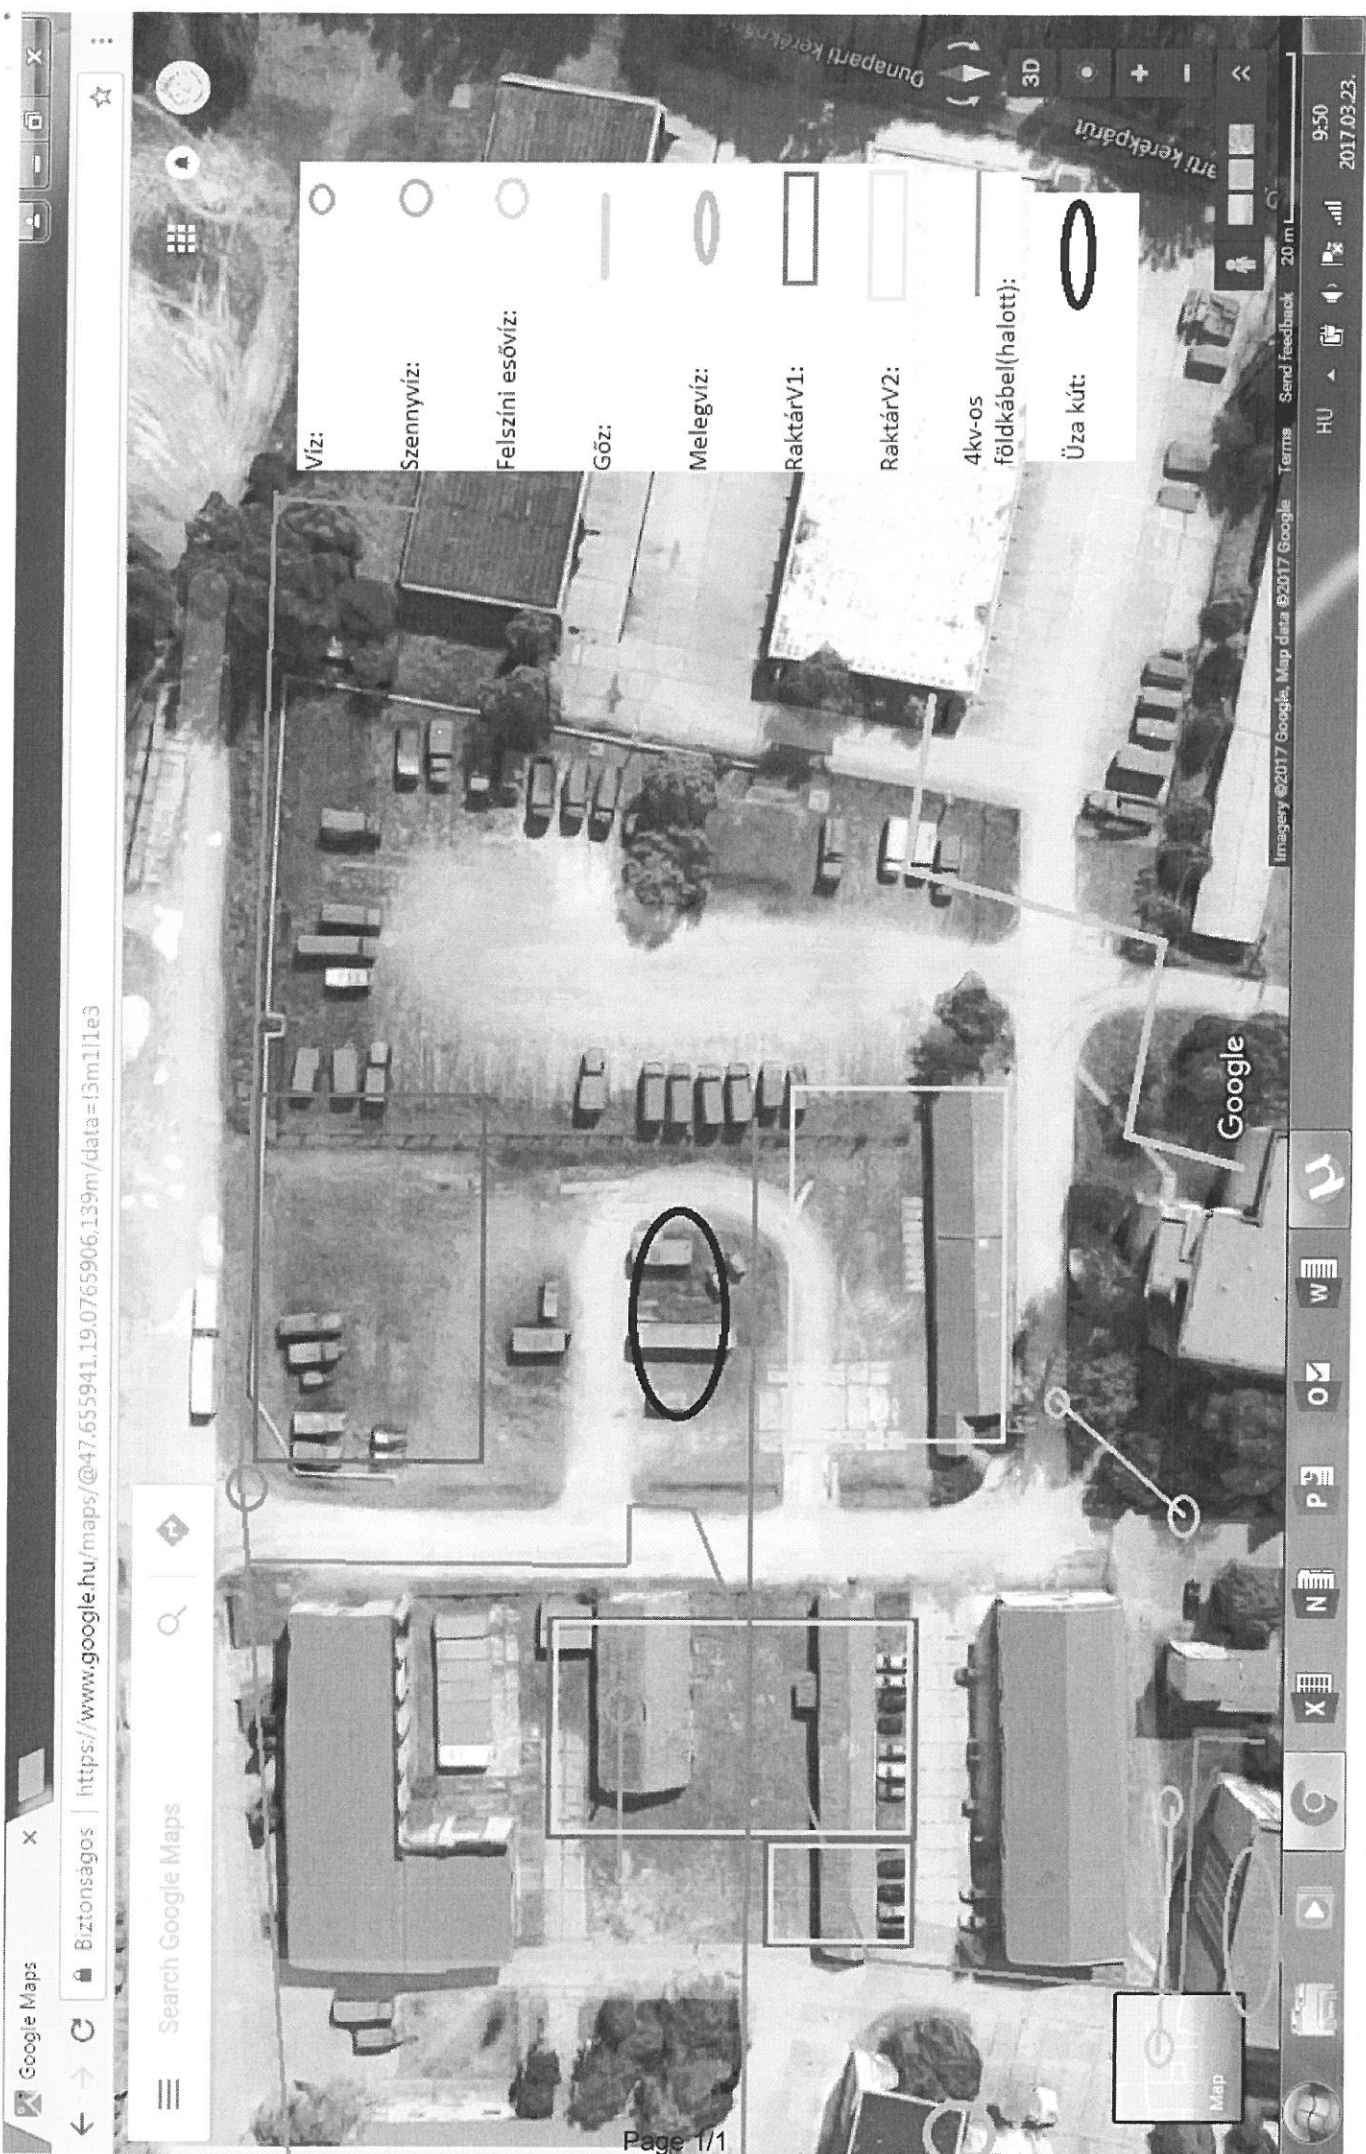 Google Maps
Biztonságos | https://www.google.hu/maps/@47.655941,19.0765906,139m/data=!3m1!1e3
Search Google Maps
Víz:
Szennyvíz:
Felszíni esővíz:
Gőz:
Melegvíz:
RaktárV1:
RaktárV2:
4kv-os
földkábel(halott):
Üza kút:
Dunaparti
kerékpárút
3D
Google
Map
Imagery ©2017 Google, Map data ©2017 Google Terms Send feedback 20 m
HU
9:50
2017.03.23.
Page 1/1